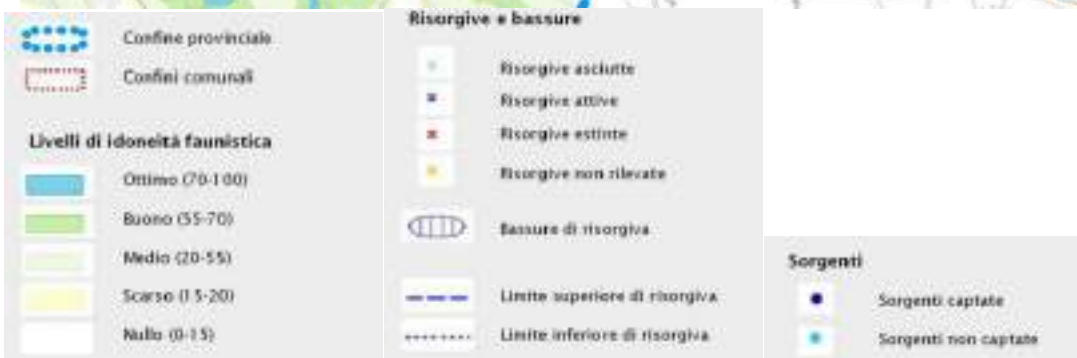 Confine provinciale
Confini comunali
Livelli di idoneità faunistica
Ottimo (70-100)
Buono (55-70)
Medio (20-55)
Scarso (15-20)
Nullo (0-15)
Risorgive e bassure
Risorgive asciutte
Risorgive attive
Risorgive estinte
Risorgive non rilevate
Bassure di risorgiva
Limite superiore di risorgiva
Limite inferiore di risorgiva
Sorgenti
Sorgenti captate
Sorgenti non captate